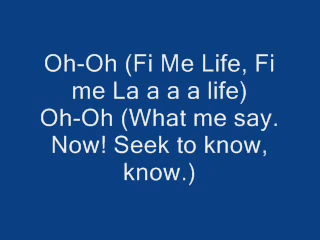 Oh-Oh (Fi Me Life, Fi
me La a a a life)
Oh-Oh (What me say.
Now! Seek to know,
know.)